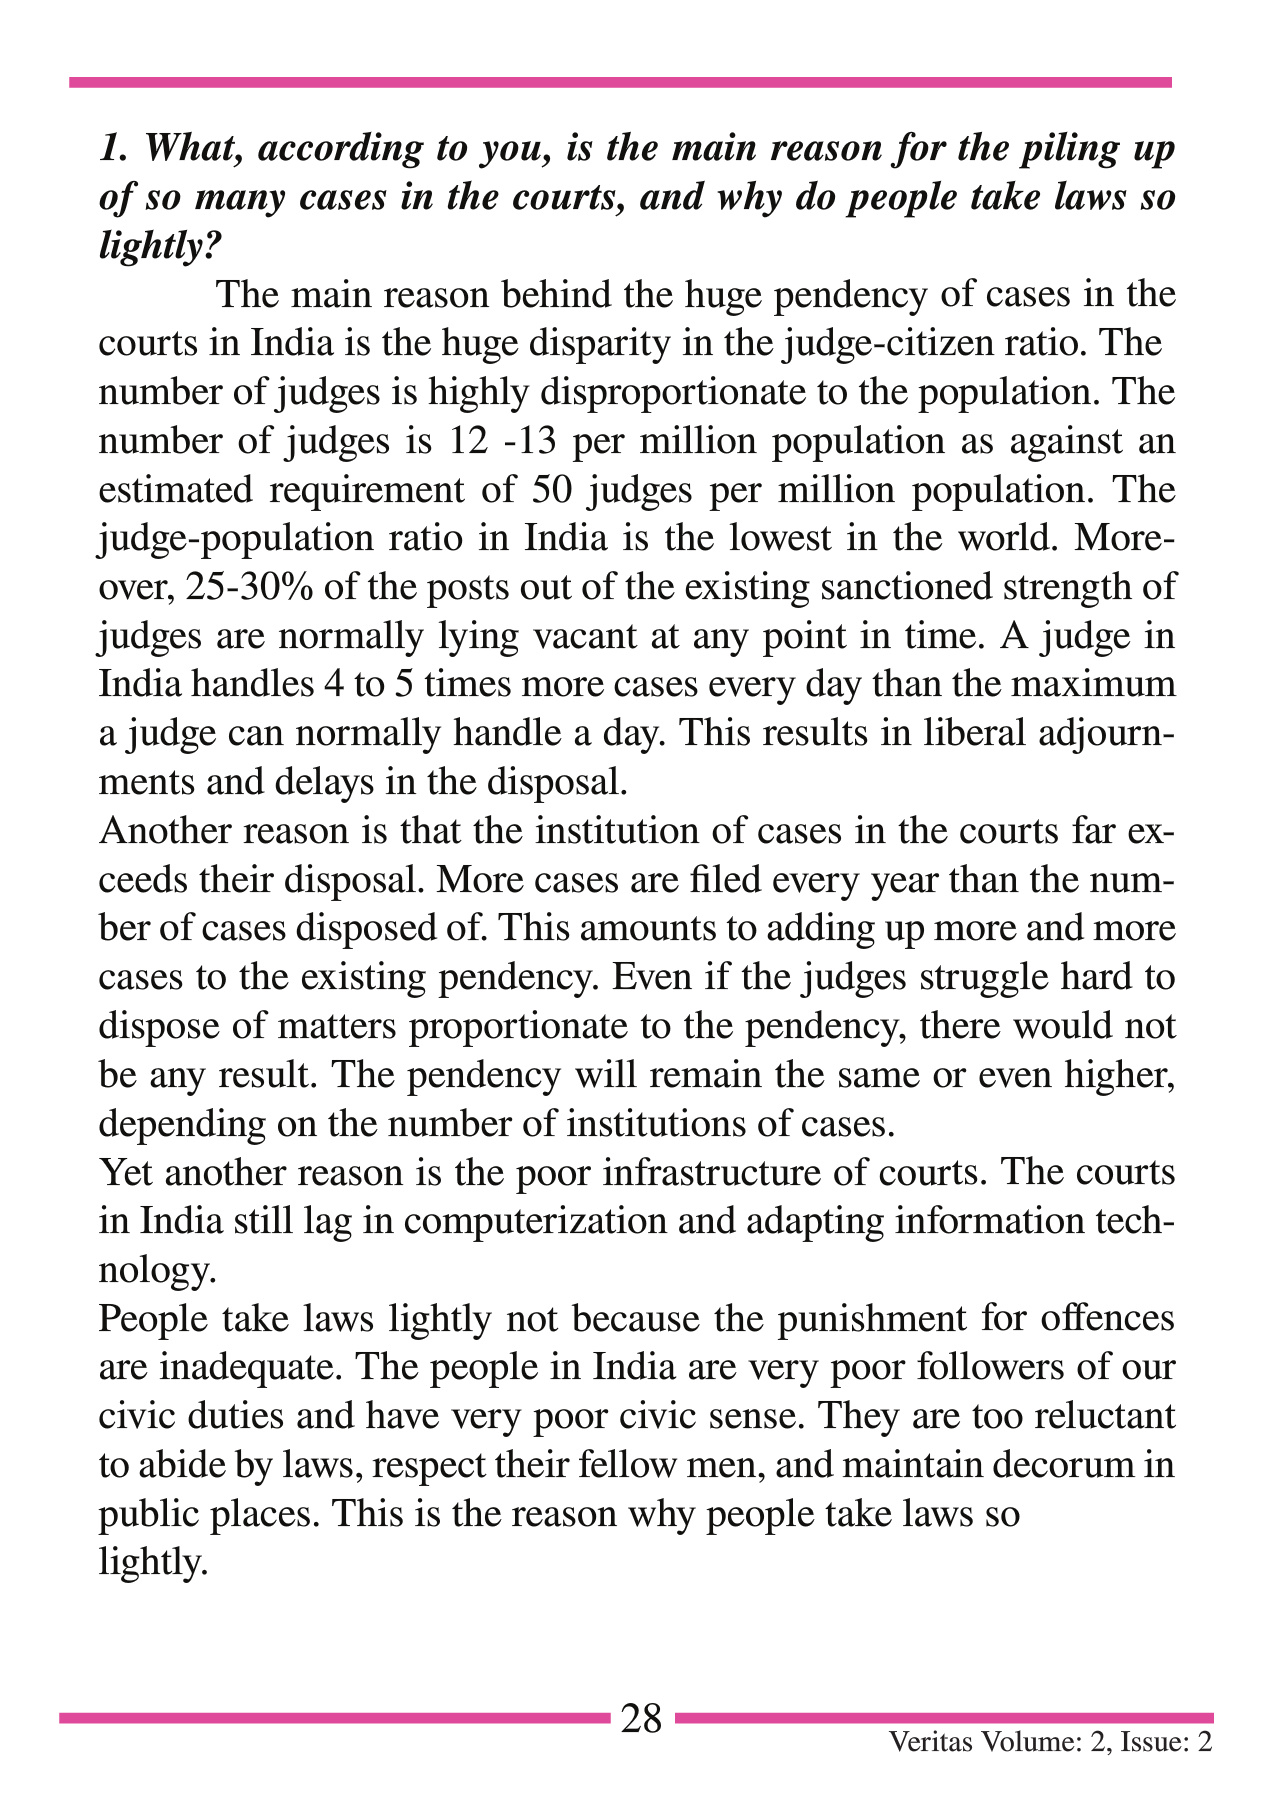 1. What, according to you, is the main reason for the piling up
of so many cases in the courts, and why do people take laws so
lightly?
The main reason behind the huge pendency of cases in the
courts in India is the huge disparity in the judge-citizen ratio. The
number of judges is highly disproportionate to the population. The
number of judges is 12 -13 per million population as against an
estimated requirement of 50 judges per million population. The
judge-population ratio in India is the lowest in the world. More-
over, 25-30% of the posts out of the existing sanctioned strength of
judges are normally lying vacant at any point in time. A judge in
India handles 4 to 5 times more cases every day than the maximum
a judge can normally handle a day. This results in liberal adjourn-
ments and delays in the disposal.
Another reason is that the institution of cases in the courts far ex-
ceeds their disposal. More cases are filed every year than the num-
ber of cases disposed of. This amounts to adding up more and more
cases to the existing pendency. Even if the judges struggle hard to
dispose of matters proportionate to the pendency, there would not
be any result. The pendency will remain the same or even higher,
depending on the number of institutions of cases.
Yet another reason is the poor infrastructure of courts. The courts
in India still lag in computerization and adapting information tech-
nology.
People take laws lightly not because the punishment for offences
are inadequate. The people in India are very poor followers of our
civic duties and have very poor civic sense. They are too reluctant
to abide by laws, respect their fellow men, and maintain decorum in
public places. This is the reason why people take laws so
lightly.
28
Veritas Volume: 2, Issue: 2